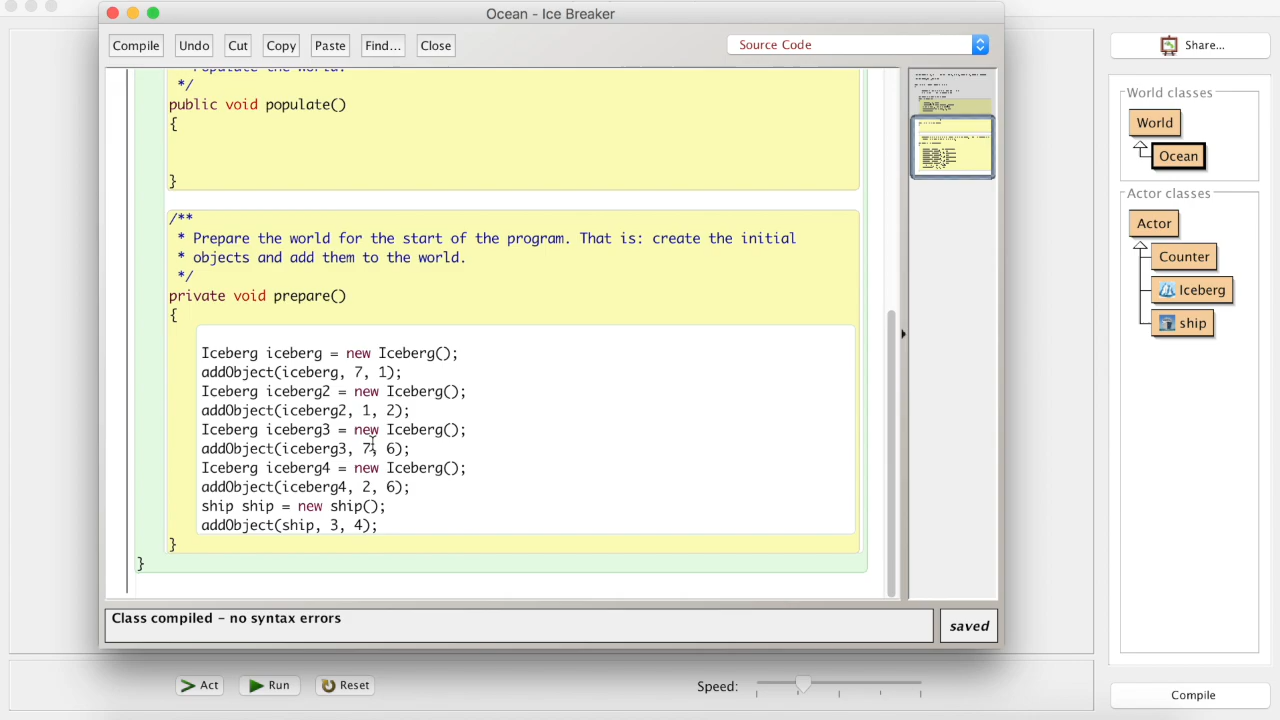 Ocean - Ice Breaker
Compile
Undo
Cut
Copy
Paste
Find...
Close
Source Code
Share...
* Populate the world.
*/
public void populate()
{
}
/**
* Prepare the world for the start of the program. That is: create the initial
* objects and add them to the world.
*/
private void prepare()
{
Iceberg iceberg = new Iceberg();
addObject(iceberg, 7, 1);
Iceberg iceberg2 = new Iceberg();
addObject(iceberg2, 1, 2);
Iceberg iceberg3 = new Iceberg();
addObject(iceberg3, 7, 6);
Iceberg iceberg4 = new Iceberg();
addObject(iceberg4, 2, 6);
ship ship = new ship();
addObject(ship, 3, 4);
}
}
Class compiled – no syntax errors
saved
World classes
World
Ocean
Actor classes
Actor
Counter
Iceberg
ship
Act
Run
Reset
Speed:
Compile